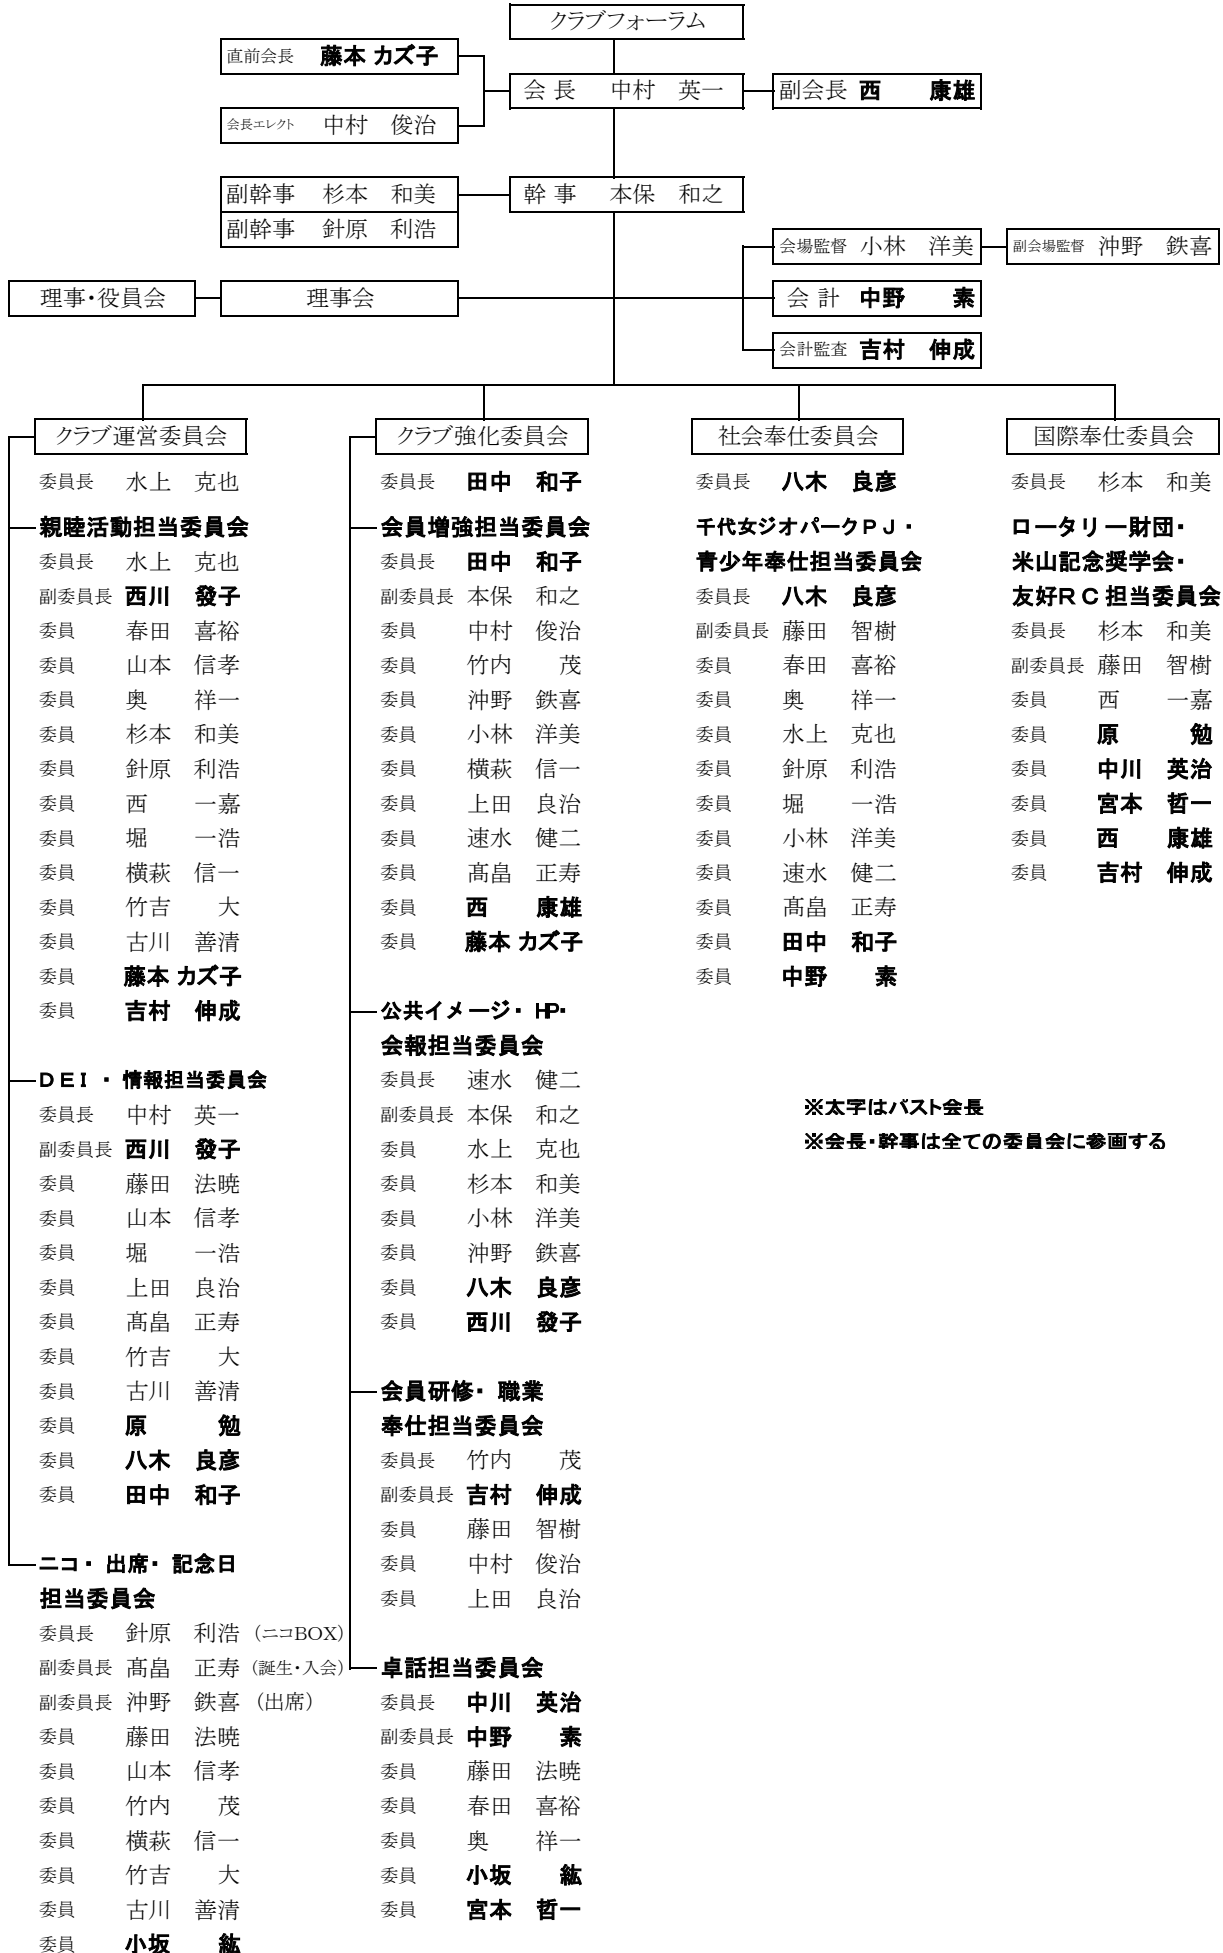 クラブフォーラム
直前会長 藤本 カズ子
会 長 中村 英一
副会長 西 康雄
会長エレクト 中村 俊治
副幹事 杉本 和美
幹 事 本保 和之
副幹事 針原 利浩
会場監督 小林 洋美
副会場監督 沖野 鉄喜
理事・役員会
理事会
会 計 中野 素
会計監査 吉村 伸成
クラブ運営委員会
委員長 水上 克也
親睦活動担当委員会
委員長 水上 克也
副委員長 西川 發子
委員 春田 喜裕
委員 山本 信孝
委員 奥 祥一
委員 杉本 和美
委員 針原 利浩
委員 西 一嘉
委員 堀 一浩
委員 横萩 信一
委員 竹吉 大
委員 古川 善清
委員 藤本 カズ子
委員 吉村 伸成
DEI ・ 情報担当委員会
委員長 中村 英一
副委員長 西川 發子
委員 藤田 法暁
委員 山本 信孝
委員 堀 一浩
委員 上田 良治
委員 髙畠 正寿
委員 竹吉 大
委員 古川 善清
委員 原 勉
委員 八木 良彦
委員 田中 和子
ニコ・ 出席・ 記念日
担当委員会
委員長 針原 利浩 (ニコBOX)
副委員長 髙畠 正寿 (誕生・入会)
副委員長 沖野 鉄喜 (出席)
委員 藤田 法暁
委員 山本 信孝
委員 竹内 茂
委員 横萩 信一
委員 竹吉 大
委員 古川 善清
委員 小坂 紘
クラブ強化委員会
委員長 田中 和子
会員増強担当委員会
委員長 田中 和子
副委員長 本保 和之
委員 中村 俊治
委員 竹内 茂
委員 沖野 鉄喜
委員 小林 洋美
委員 横萩 信一
委員 上田 良治
委員 速水 健二
委員 髙畠 正寿
委員 西 康雄
委員 藤本 カズ子
公共イメージ・ HP・
会報担当委員会
委員長 速水 健二
副委員長 本保 和之
委員 水上 克也
委員 杉本 和美
委員 小林 洋美
委員 沖野 鉄喜
委員 八木 良彦
委員 西川 發子
会員研修・ 職業
奉仕担当委員会
委員長 竹内 茂
副委員長 吉村 伸成
委員 藤田 智樹
委員 中村 俊治
委員 上田 良治
卓話担当委員会
委員長 中川 英治
副委員長 中野 素
委員 藤田 法暁
委員 春田 喜裕
委員 奥 祥一
委員 小坂 紘
委員 宮本 哲一
社会奉仕委員会
委員長 八木 良彦
千代女ジオパークPJ・
青少年奉仕担当委員会
委員長 八木 良彦
副委員長 藤田 智樹
委員 春田 喜裕
委員 奥 祥一
委員 水上 克也
委員 針原 利浩
委員 堀 一浩
委員 小林 洋美
委員 速水 健二
委員 髙畠 正寿
委員 田中 和子
委員 中野 素
国際奉仕委員会
委員長 杉本 和美
ロータリー財団・
米山記念奨学会・
友好RC担当委員会
委員長 杉本 和美
副委員長 藤田 智樹
委員 西 一嘉
委員 原 勉
委員 中川 英治
委員 宮本 哲一
委員 西 康雄
委員 吉村 伸成
※太字はパスト会長
※会長・幹事は全ての委員会に参画する